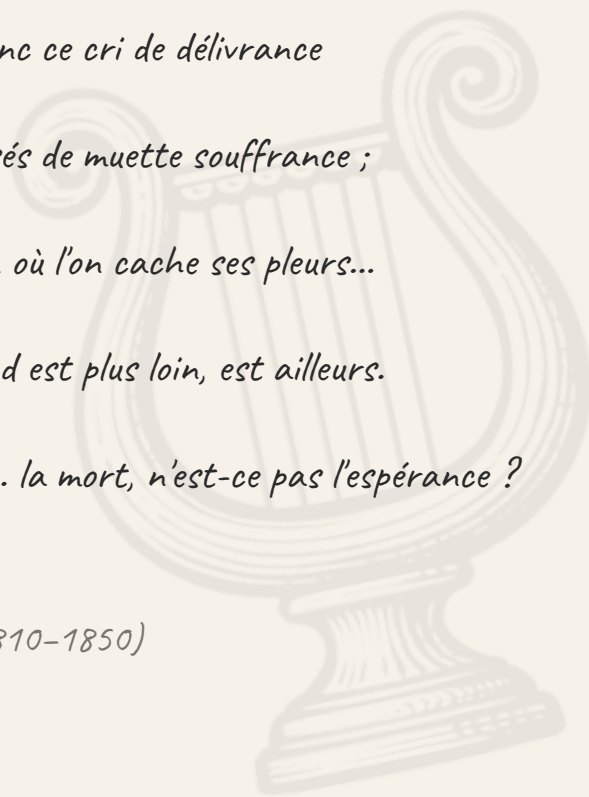 nc ce cri de délivrance
és de muette souffrance ;
où l'on cache ses pleurs...
d est plus loin, est ailleurs.
. la mort, n'est-ce pas l'espérance ?
810–1850)